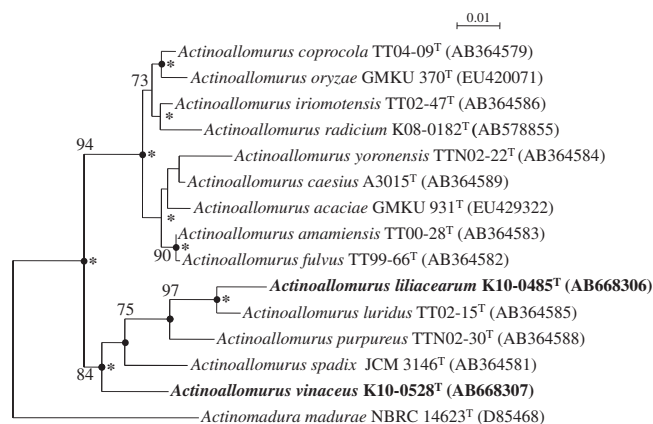 0.01
Actinoallomurus coprocola TT04-09ᵀ (AB364579)
73
*
Actinoallomurus oryzae GMKU 370ᵀ (EU420071)
Actinoallomurus iriomotensis TT02-47ᵀ (AB364586)
*
Actinoallomurus radicium K08-0182ᵀ (AB578855)
94
*
Actinoallomurus yoronensis TTN02-22ᵀ (AB364584)
Actinoallomurus caesius A3015ᵀ (AB364589)
Actinoallomurus acaciae GMKU 931ᵀ (EU429322)
*
Actinoallomurus amamiensis TT00-28ᵀ (AB364583)
*
90
Actinoallomurus fulvus TT99-66ᵀ (AB364582)
*
Actinoallomurus liliacearum K10-0485ᵀ (AB668306)
97
*
Actinoallomurus luridus TT02-15ᵀ (AB364585)
75
Actinoallomurus purpureus TTN02-30ᵀ (AB364588)
Actinoallomurus spadix JCM 3146ᵀ (AB364581)
84
*
Actinoallomurus vinaceus K10-0528ᵀ (AB668307)
Actinomadura madurae NBRC 14623ᵀ (D85468)